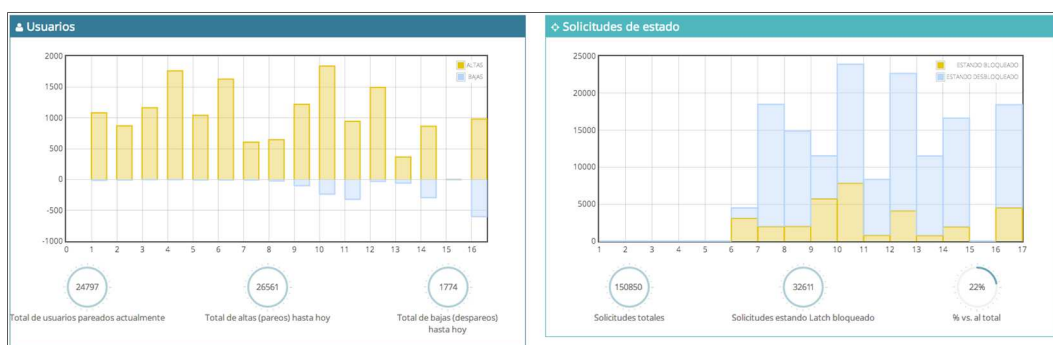 Usuarios
2000
1500
1000
500
0
-500
-1000
0 1 2 3 4 5 6 7 8 9 10 11 12 13 14 15 16
ALTAS
BAJAS
24797
Total de usuarios pareados actualmente
26561
Total de altas (pareos) hasta hoy
1774
Total de bajas (despareos)
hasta hoy
Solicitudes de estado
25000
20000
15000
10000
5000
0
1 2 3 4 5 6 7 8 9 10 11 12 13 14 15 16 17
ESTANDO BLOQUEADO
ESTANDO DESBLOQUEADO
150850
Solicitudes totales
32611
Solicitudes estando Latch bloqueado
22%
% vs. al total